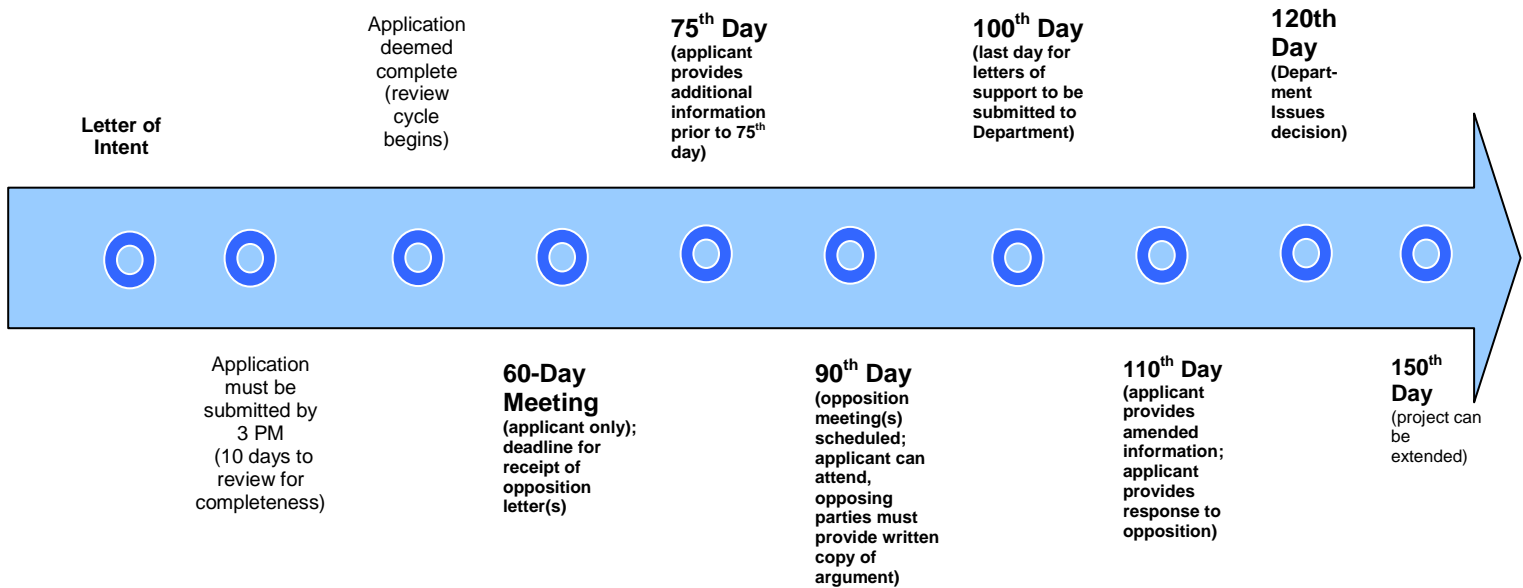 Letter of
Intent
Application
must be
submitted by
3 PM
(10 days to
review for
completeness)
Application
deemed
complete
(review
cycle
begins)
60-Day
Meeting
(applicant only);
deadline for
receipt of
opposition
letter(s)
75th Day
(applicant
provides
additional
information
prior to 75th
day)
90th Day
(opposition
meeting(s)
scheduled;
applicant can
attend,
opposing
parties must
provide written
copy of
argument)
100th Day
(last day for
letters of
support to be
submitted to
Department)
110th Day
(applicant
provides
amended
information;
applicant
provides
response to
opposition)
120th
Day
(Depart-
ment
Issues
decision)
150th
Day
(project can
be
extended)